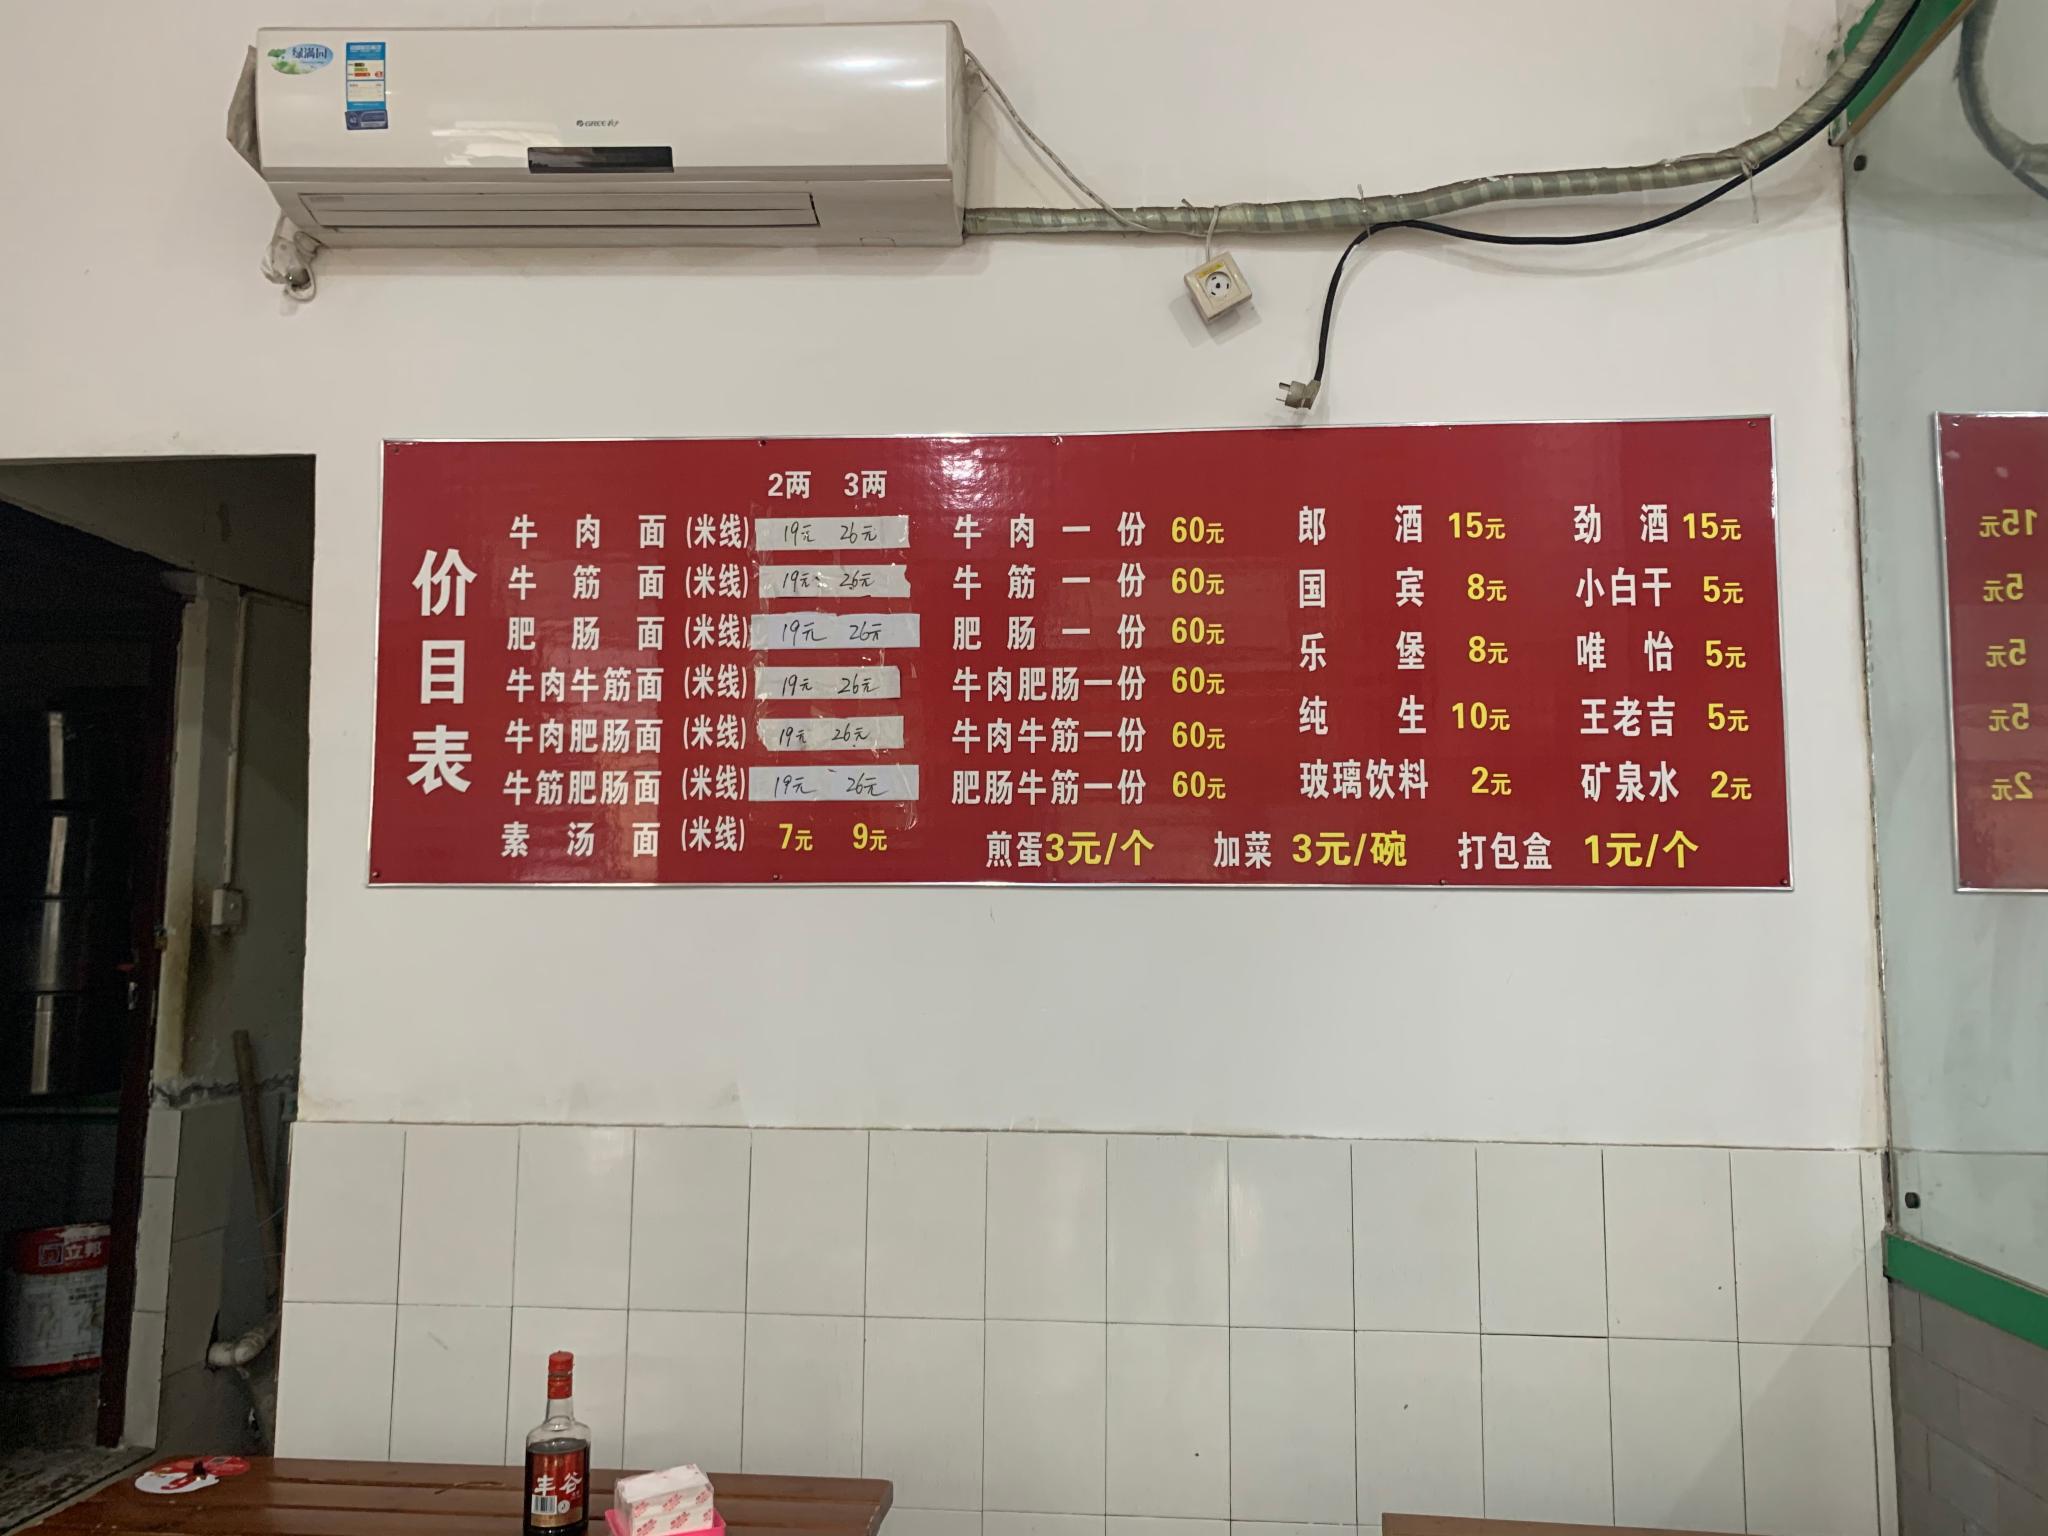 绿满园
GREE
价目表
2两 3两
牛肉面(米线) 19元 26元
牛筋面(米线) 19元 26元
肥肠面(米线) 19元 26元
牛肉牛筋面(米线) 19元 26元
牛肉肥肠面(米线) 19元 26元
牛筋肥肠面(米线) 19元 26元
素汤面(米线) 7元 9元
牛肉一份 60元
牛筋一份 60元
肥肠一份 60元
牛肉肥肠一份 60元
牛肉牛筋一份 60元
肥肠牛筋一份 60元
郎酒 15元
国宾 8元
乐堡 8元
纯生 10元
玻璃饮料 2元
劲酒 15元
小白干 5元
唯怡 5元
王老吉 5元
矿泉水 2元
煎蛋3元/个 加菜 3元/碗 打包盒 1元/个
15元
5元
5元
5元
2元
立邦
丰谷